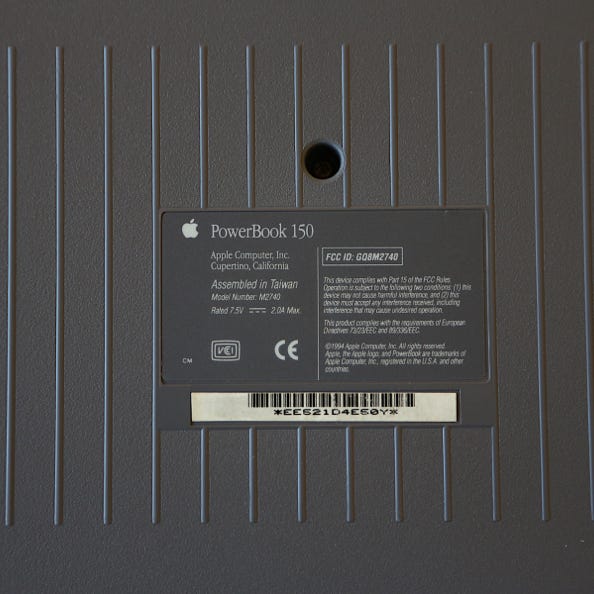 PowerBook 150
Apple Computer, Inc.
Cupertino, California
Assembled in Taiwan
Model Number: M2740
Rated 7.5V 2.0A Max.
CM
VCI
CE
FCC ID: GQ8M2740
This device complies with Part 15 of the FCC Rules.
Operation is subject to the following two conditions: (1) this
device may not cause harmful interference, and (2) this
device must accept any interference received, including
interference that may cause undesired operation.
This product complies with the requirements of European
Directives 73/23/EEC and 89/336/EEC.
©1994 Apple Computer, Inc. All rights reserved.
Apple, the Apple logo, and PowerBook are trademarks of
Apple Computer, Inc., registered in the U.S.A. and other
countries.
*EE521D4E50Y*